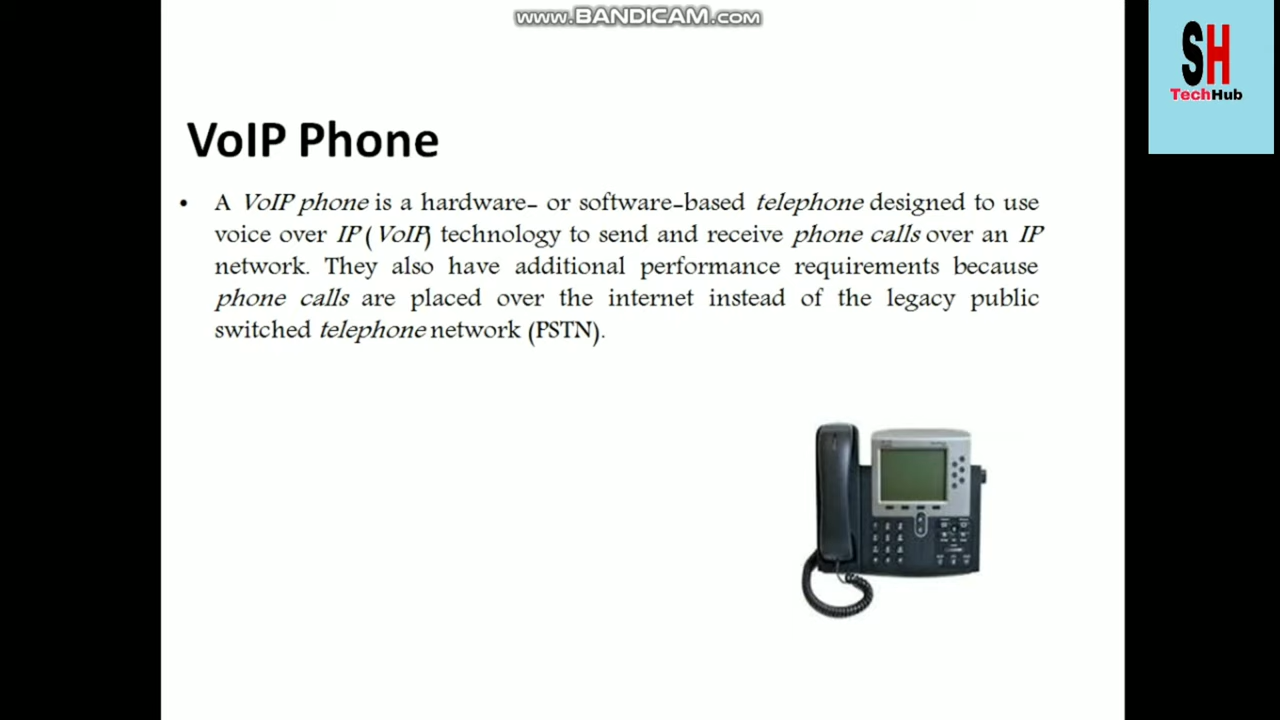 www.BANDICAM.com
SH
TechHub
VoIP Phone
• A VoIP phone is a hardware- or software-based telephone designed to use
voice over IP (VoIP) technology to send and receive phone calls over an IP
network. They also have additional performance requirements because
phone calls are placed over the internet instead of the legacy public
switched telephone network (PSTN).